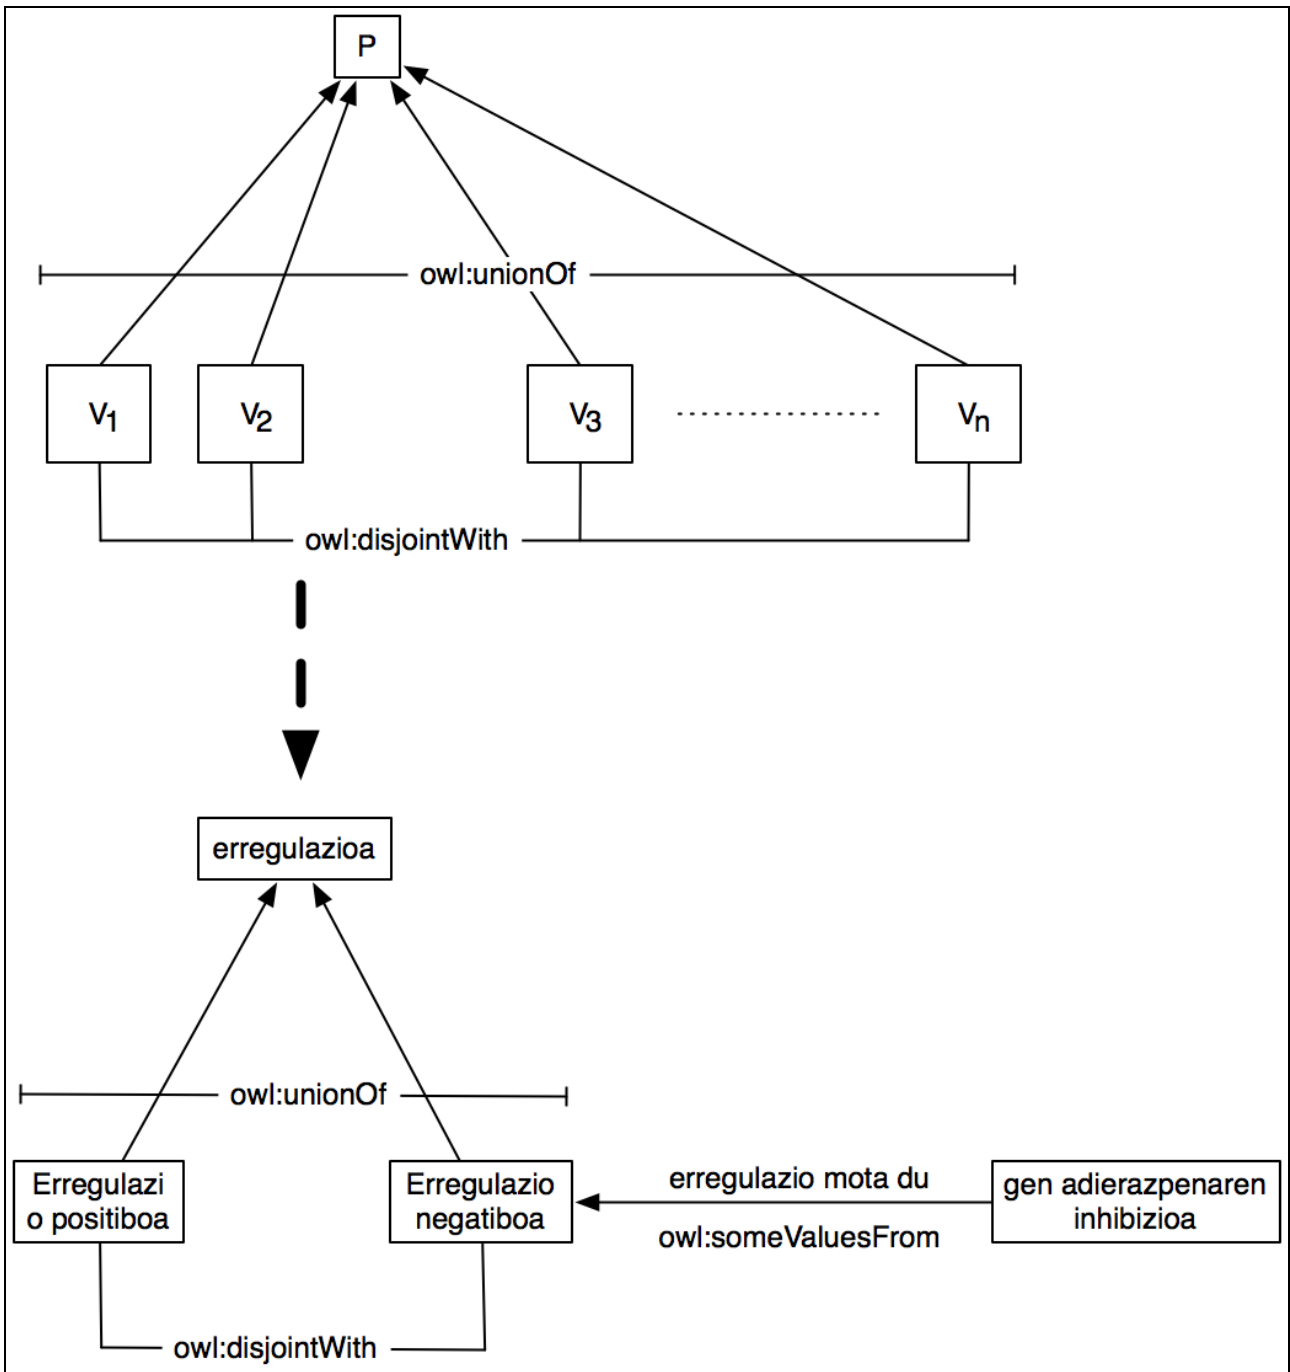 P
owl:unionOf
V1
V2
V3
Vn
owl:disjointWith
erregulazioa
owl:unionOf
Erregulazi
o positiboa
Erregulazio
negatiboa
erregulazio mota du
owl:someValuesFrom
gen adierazpenaren
inhibizioa
owl:disjointWith